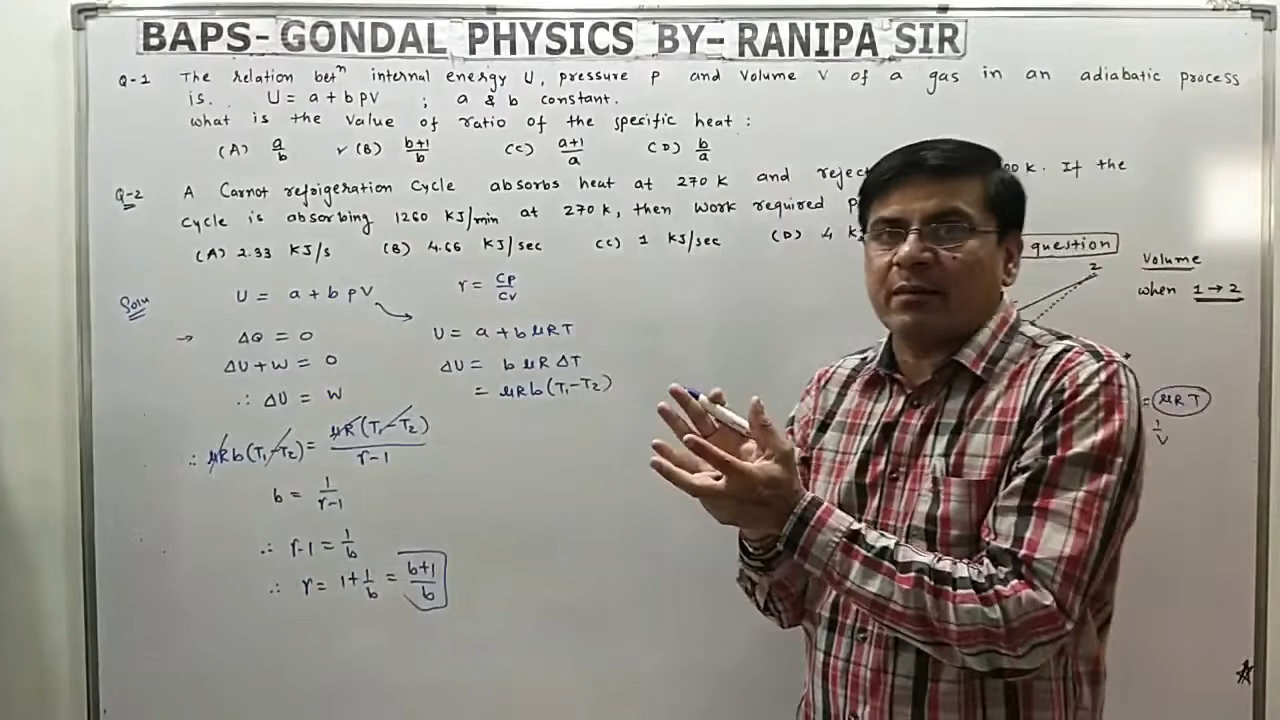 BAPS- GONDAL PHYSICS BY- RANIPA SIR
Q-1 The relation betⁿ internal energy U, pressure P and Volume V of a gas in an adiabatic process
is. U = a + b PV ; a & b constant.
what is the value of ratio of the specific heat :
(A) a/b ✓ (B) b+1/b (C) a+1/a (D) b/a
Q-2 A Carnot refrigeration cycle absorbs heat at 270 K and reject 00 K. If the
cycle is absorbing 1260 KJ/min at 270 K, then work required
(A) 2.33 KJ/s (B) 4.66 KJ/sec (C) 1 KJ/sec (D) 4
question
Volume
when 1 → 2
2
Solu
U = a + b PV
r = Cp/Cv
→ ΔQ = 0
U = a + b μRT
ΔU + W = 0
ΔU = b μR ΔT
∴ ΔU = W
= μRb(T₁-T₂)
= μRT
1/V
∴ μRb(T₁-T₂) = μR(T₁-T₂)/r-1
b = 1/r-1
∴ r-1 = 1/b
∴ r = 1 + 1/b = b+1/b